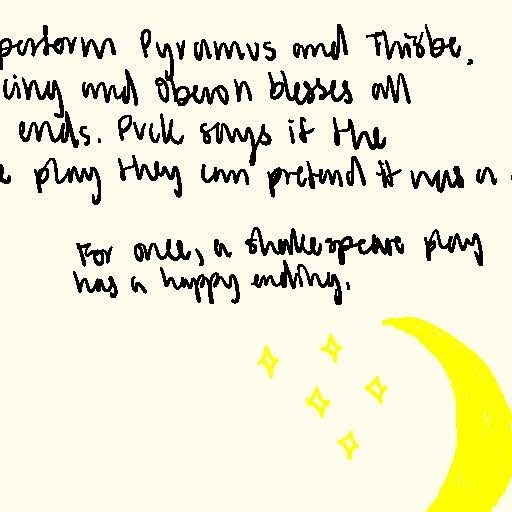 perform Pyramus and Thisbe.
cing and Oberon blesses all
ends. Puck says if the
e play they can pretend it was a
For once, a Shakespeare play
has a happy ending.